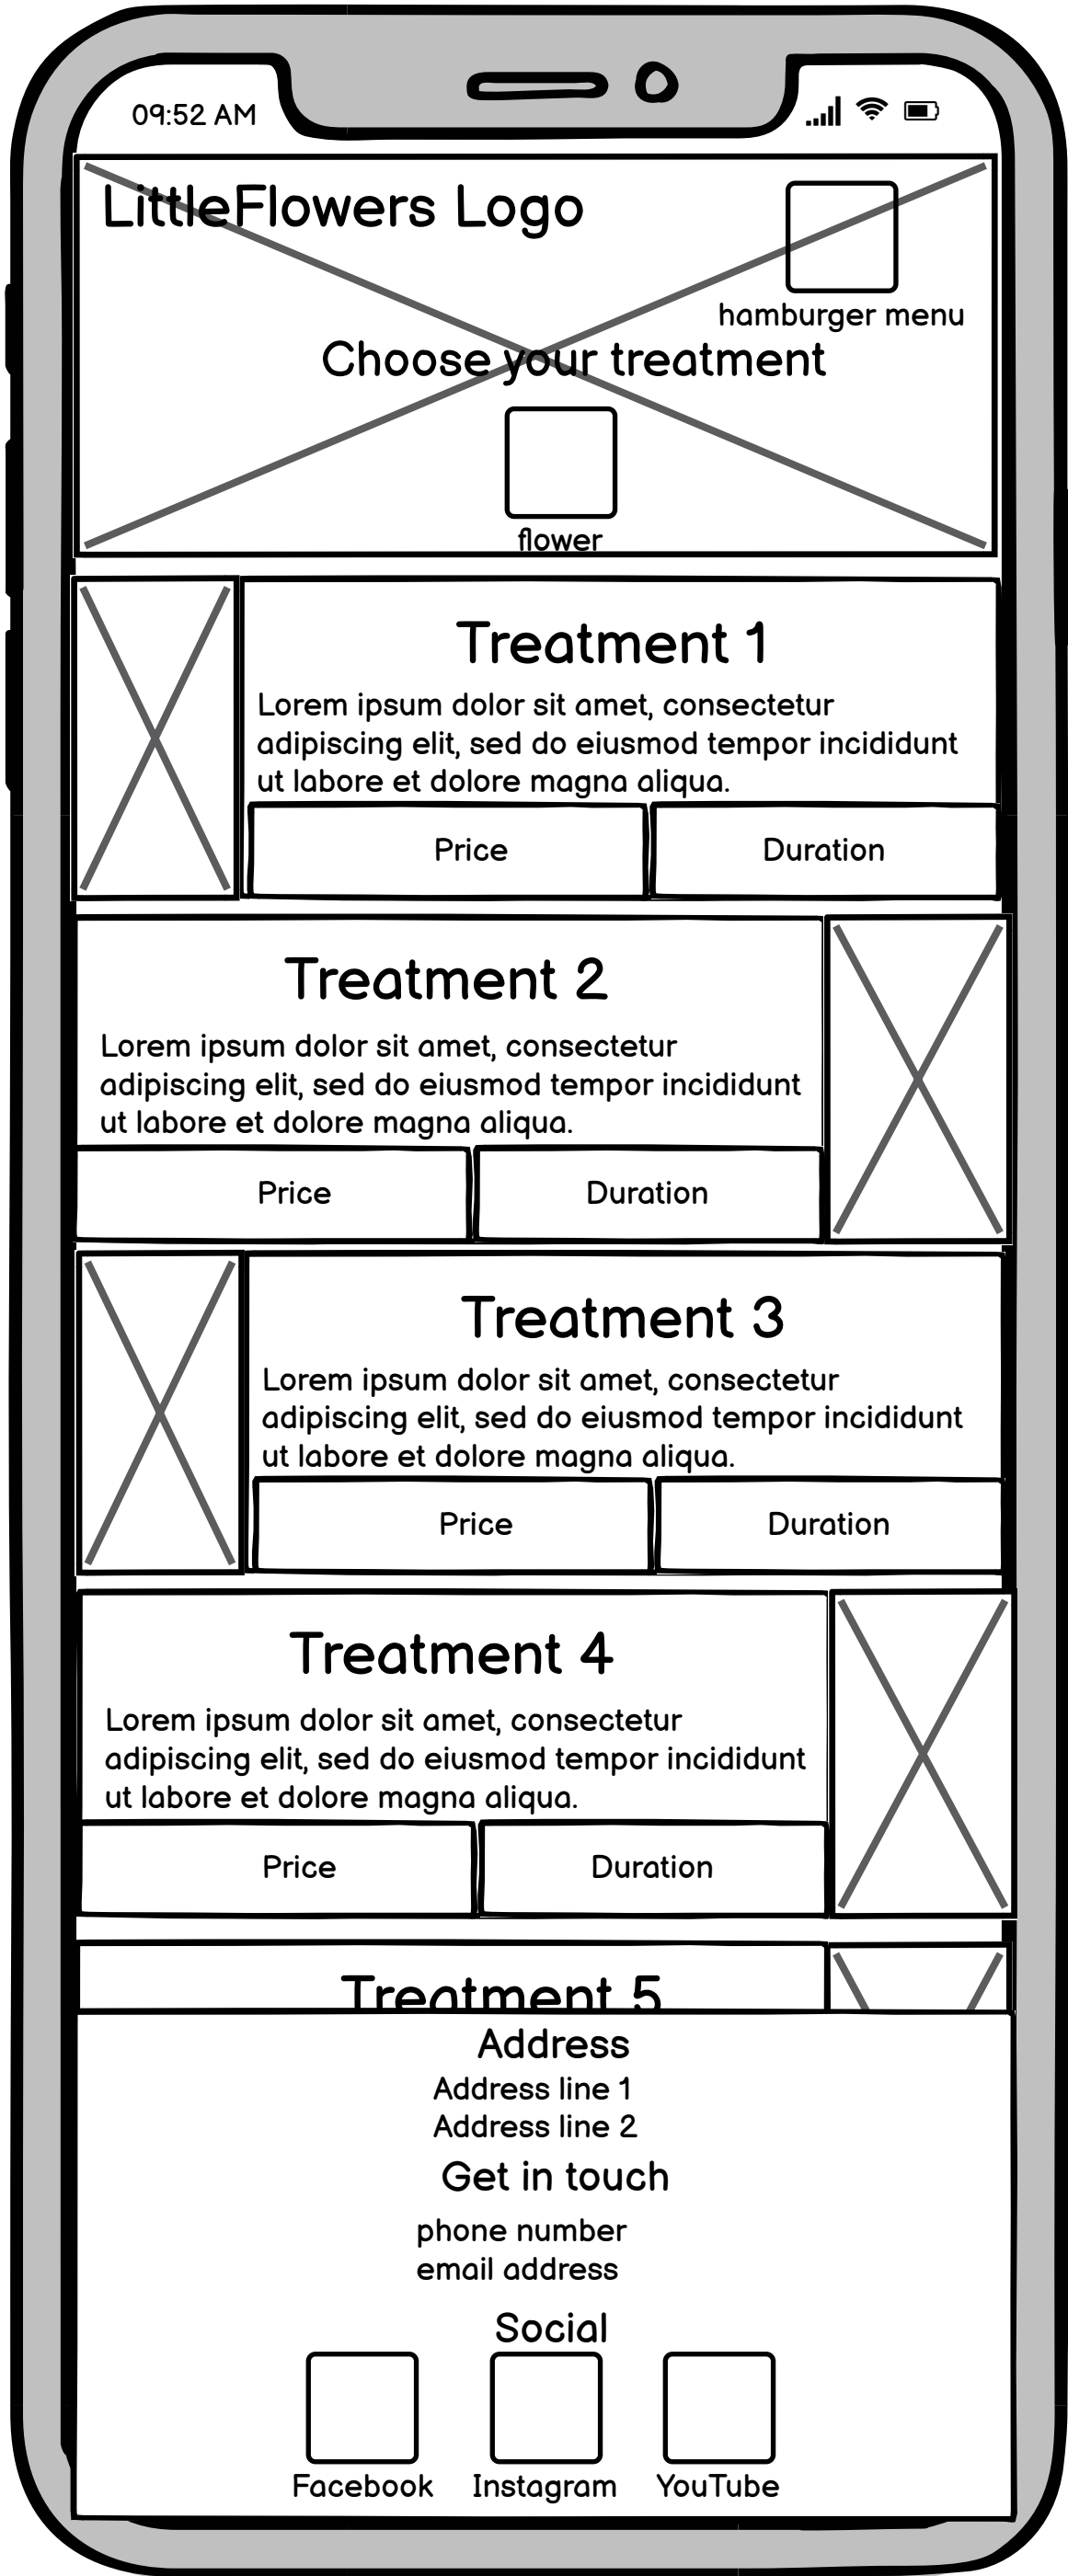 09:52 AM
LittleFlowers Logo
hamburger menu
Choose your treatment
flower
Treatment 1
Lorem ipsum dolor sit amet, consectetur
adipiscing elit, sed do eiusmod tempor incididunt
ut labore et dolore magna aliqua.
Price
Duration
Treatment 2
Lorem ipsum dolor sit amet, consectetur
adipiscing elit, sed do eiusmod tempor incididunt
ut labore et dolore magna aliqua.
Price
Duration
Treatment 3
Lorem ipsum dolor sit amet, consectetur
adipiscing elit, sed do eiusmod tempor incididunt
ut labore et dolore magna aliqua.
Price
Duration
Treatment 4
Lorem ipsum dolor sit amet, consectetur
adipiscing elit, sed do eiusmod tempor incididunt
ut labore et dolore magna aliqua.
Price
Duration
Treatment 5
Address
Address line 1
Address line 2
Get in touch
phone number
email address
Social
Facebook
Instagram
YouTube